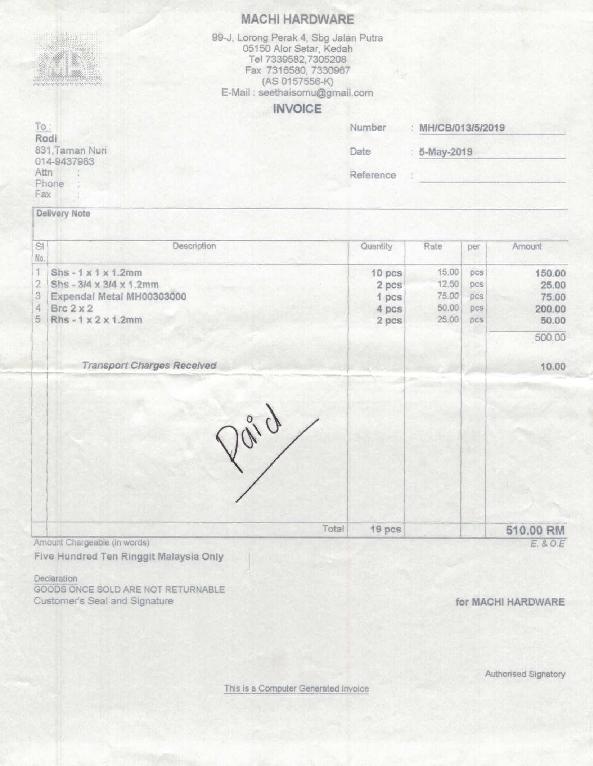 MACHI HARDWARE
99-J, Lorong Perak 4, Sbg Jalan Putra
05150 Alor Setar, Kedah
Tel 7339582,7305208
Fax 7316580, 7330967
(AS 0157556-K)
E-Mail : seethaisomu@gmail.com
INVOICE
To :
Rodi
831,Taman Nuri
014-9437983
Attn :
Phone :
Fax :
Number : MH/CB/013/5/2019
Date : 5-May-2019
Reference :
Delivery Note
Sl No. Description Quantity Rate per Amount
1 Shs - 1 x 1 x 1.2mm 10 pcs 15.00 pcs 150.00
2 Shs - 3/4 x 3/4 x 1.2mm 2 pcs 12.50 pcs 25.00
3 Expendal Metal MH00303000 1 pcs 75.00 pcs 75.00
4 Brc 2 x 2 4 pcs 50.00 pcs 200.00
5 Rhs - 1 x 2 x 1.2mm 2 pcs 25.00 pcs 50.00
500.00
Transport Charges Received 10.00
Paid
Total 19 pcs 510.00 RM
Amount Chargeable (in words) E. & O.E
Five Hundred Ten Ringgit Malaysia Only
Declaration
GOODS ONCE SOLD ARE NOT RETURNABLE
Customer's Seal and Signature for MACHI HARDWARE
Authorised Signatory
This is a Computer Generated Invoice